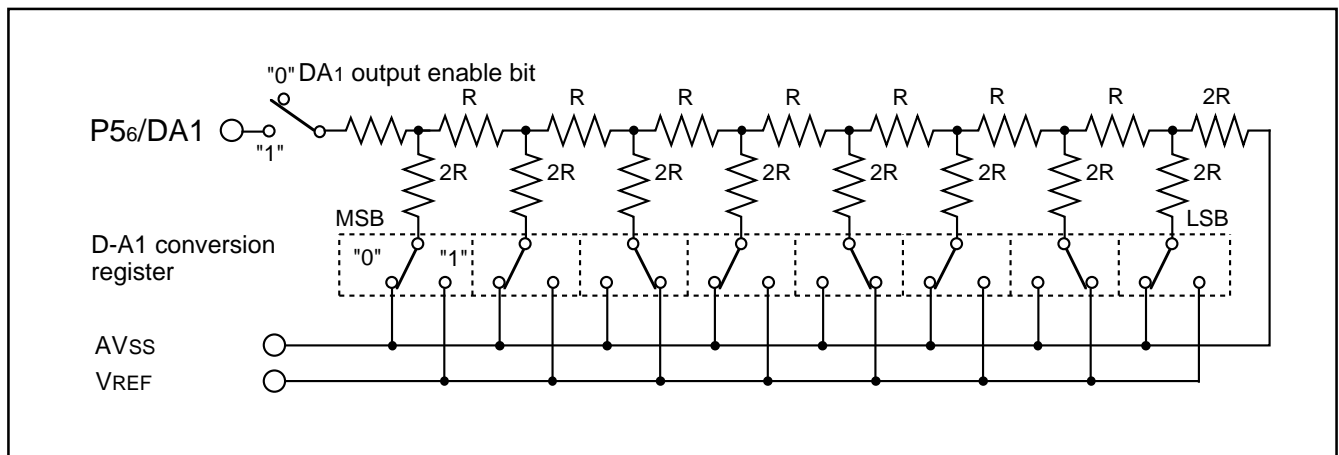 "0" DA1 output enable bit
R R R R R R R 2R
P56/DA1
"1"
2R 2R 2R 2R 2R 2R 2R 2R
MSB LSB
D-A1 conversion
register
"0" "1"
AVSS
VREF